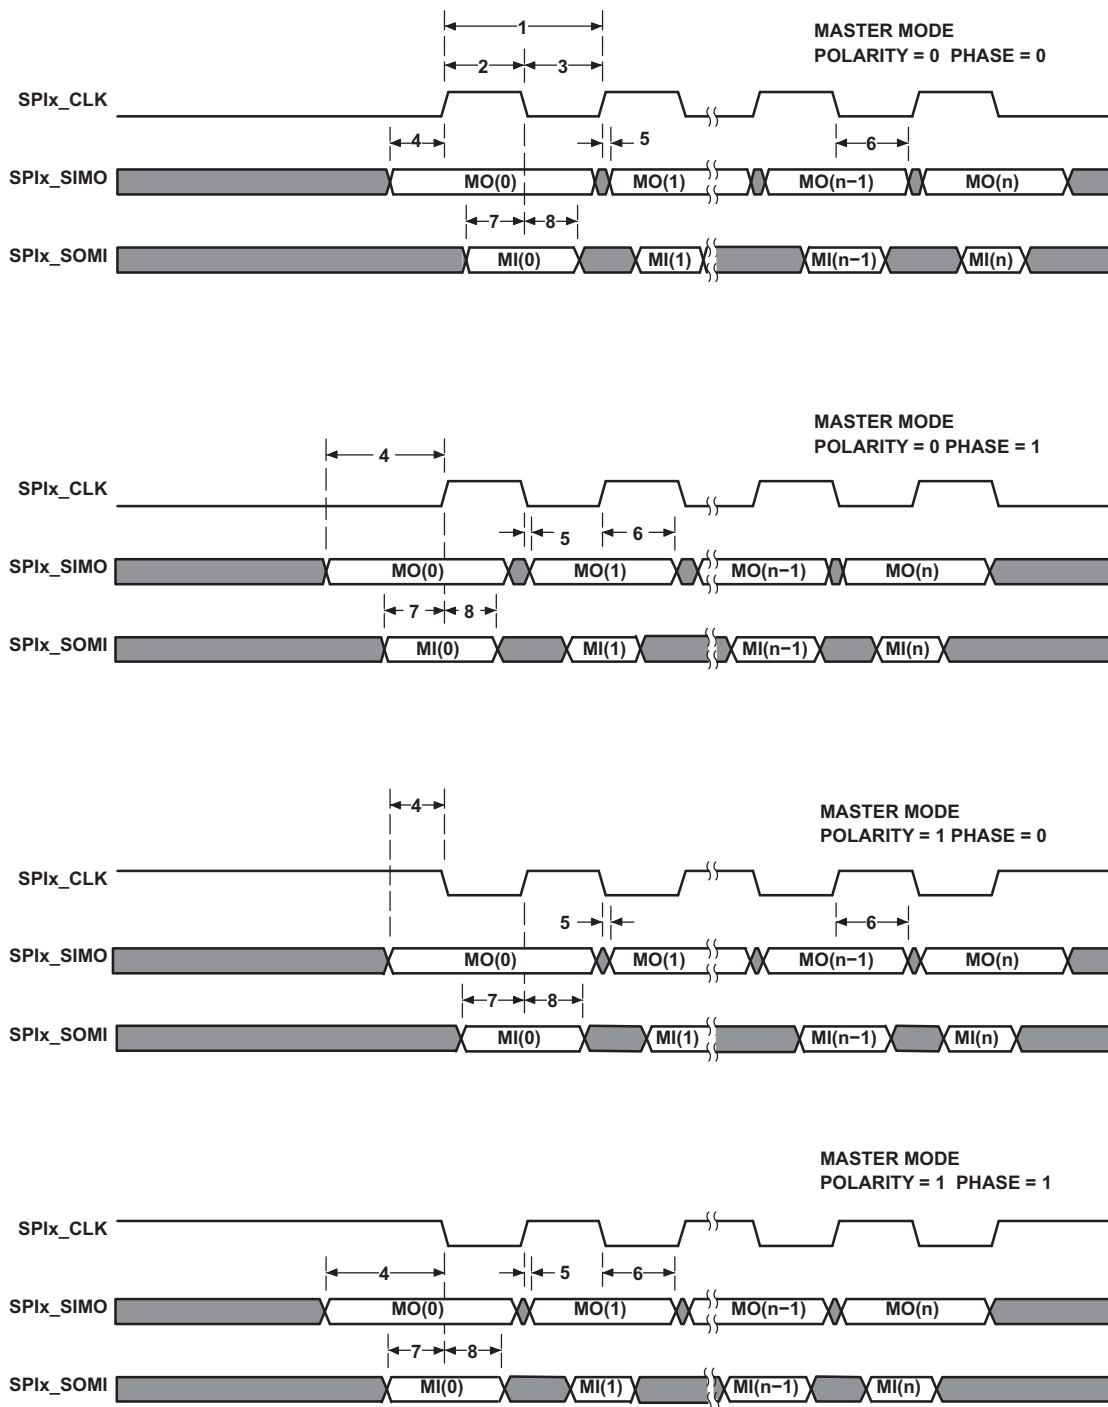 1
MASTER MODE
POLARITY = 0 PHASE = 0
2 3
SPIx_CLK
4 5 6
SPIx_SIMO MO(0) MO(1) MO(n−1) MO(n)
7 8
SPIx_SOMI MI(0) MI(1) MI(n−1) MI(n)
MASTER MODE
POLARITY = 0 PHASE = 1
4
SPIx_CLK
5 6
SPIx_SIMO MO(0) MO(1) MO(n−1) MO(n)
7 8
SPIx_SOMI MI(0) MI(1) MI(n−1) MI(n)
4
MASTER MODE
POLARITY = 1 PHASE = 0
SPIx_CLK
5 6
SPIx_SIMO MO(0) MO(1) MO(n−1) MO(n)
7 8
SPIx_SOMI MI(0) MI(1) MI(n−1) MI(n)
MASTER MODE
POLARITY = 1 PHASE = 1
SPIx_CLK
4 5 6
SPIx_SIMO MO(0) MO(1) MO(n−1) MO(n)
7 8
SPIx_SOMI MI(0) MI(1) MI(n−1) MI(n)